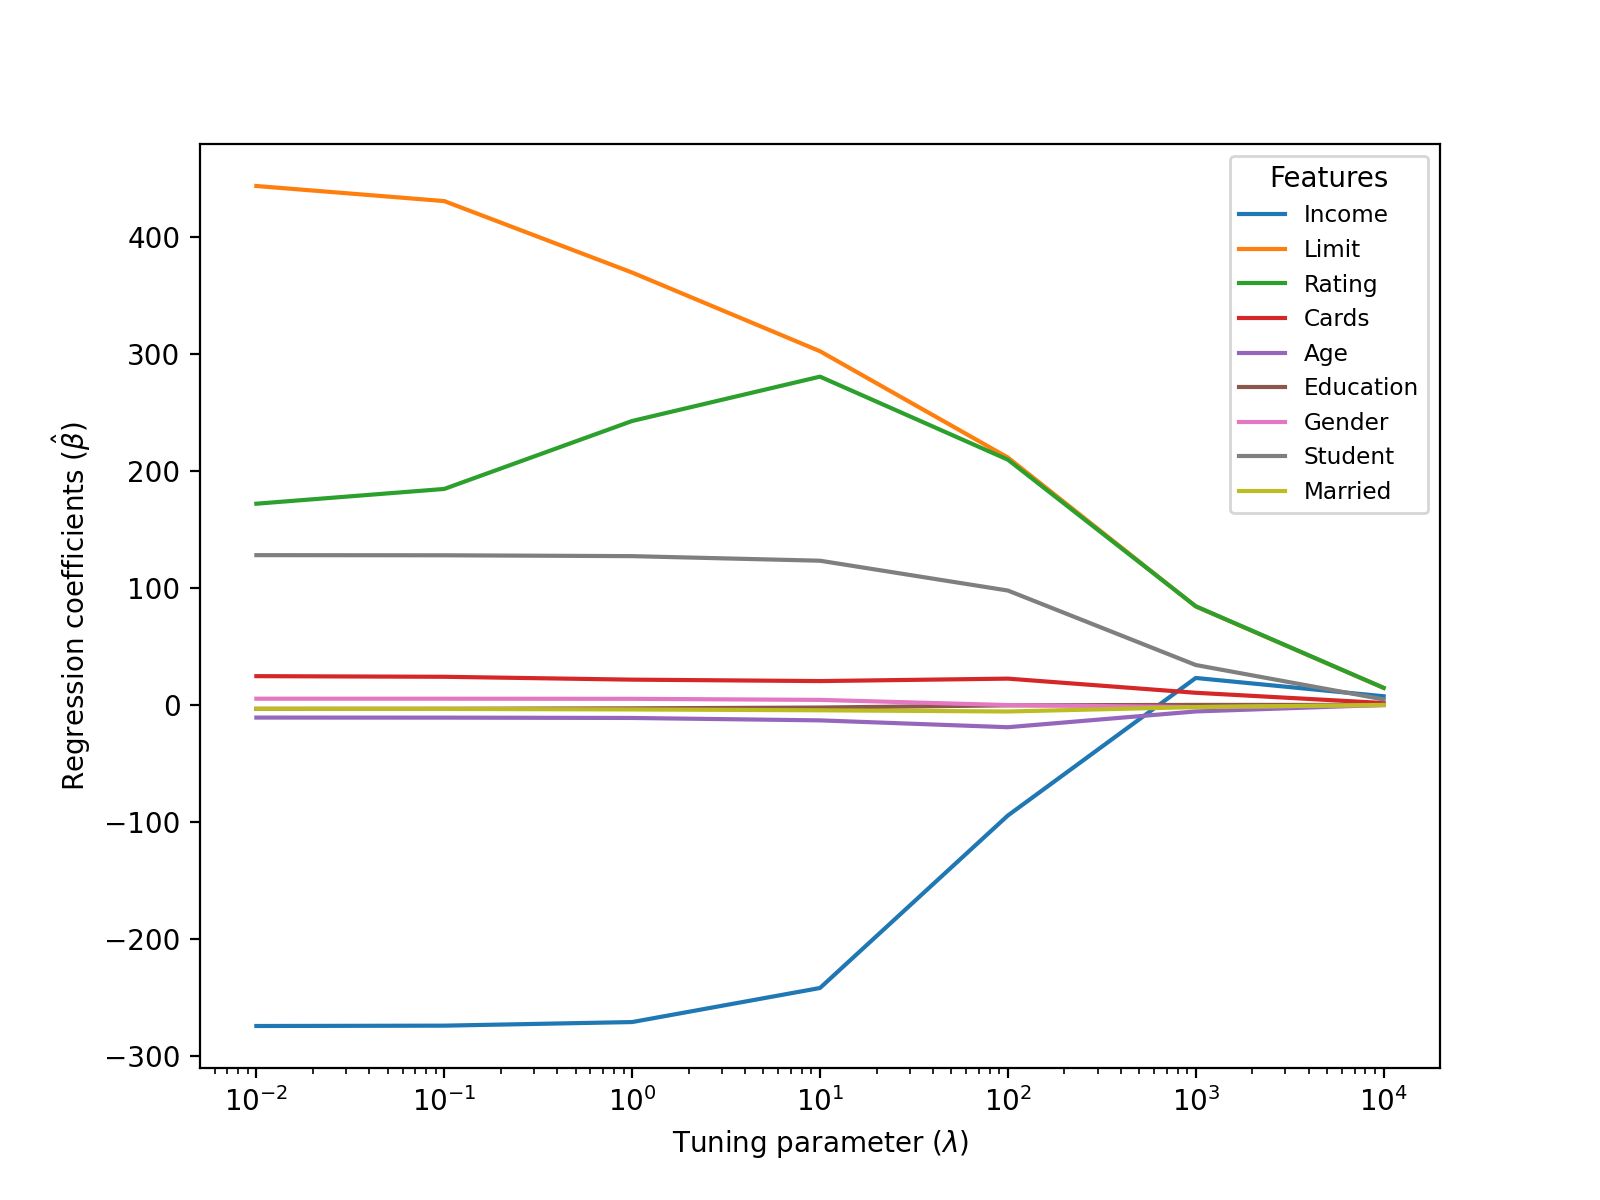 Features
Income
Limit
Rating
Cards
Age
Education
Gender
Student
Married
400
300
200
100
0
−100
−200
−300
Regression coefficients (β̂)
10⁻² 10⁻¹ 10⁰ 10¹ 10² 10³ 10⁴
Tuning parameter (λ)